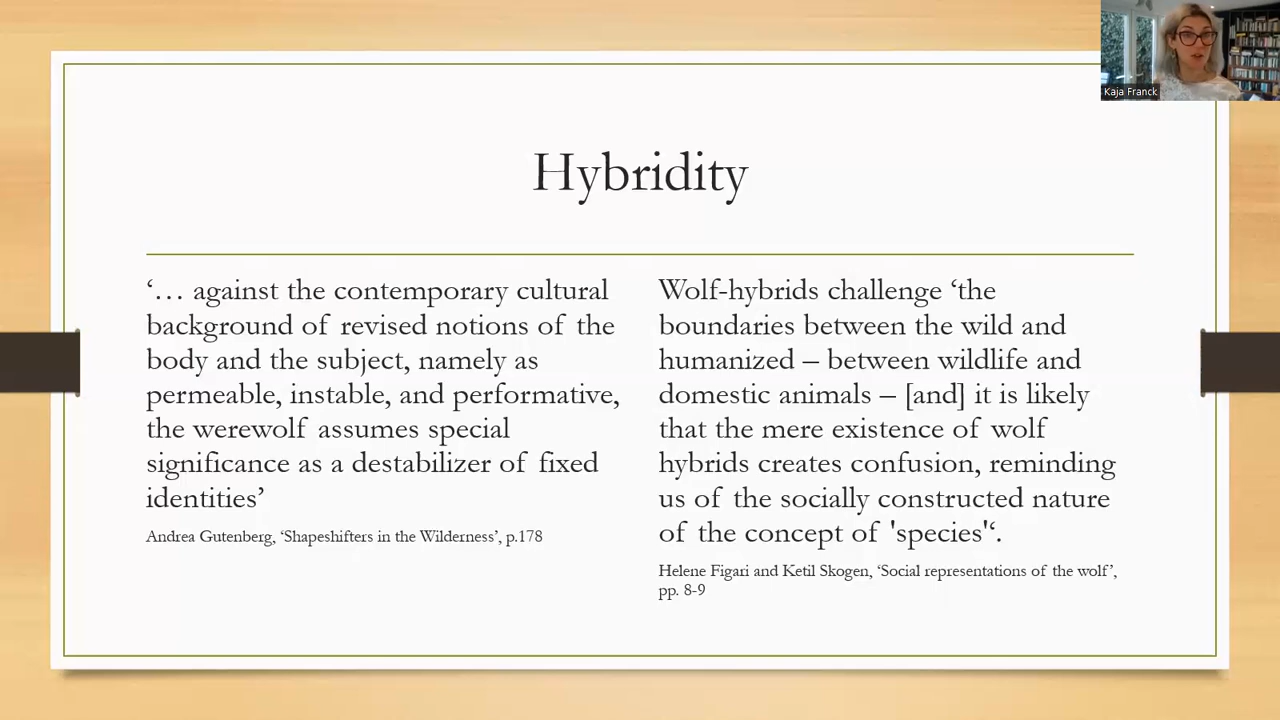 Kaja Franck
Hybridity
‘… against the contemporary cultural
background of revised notions of the
body and the subject, namely as
permeable, instable, and performative,
the werewolf assumes special
significance as a destabilizer of fixed
identities’
Andrea Gutenberg, ‘Shapeshifters in the Wilderness’, p.178
Wolf-hybrids challenge ‘the
boundaries between the wild and
humanized – between wildlife and
domestic animals – [and] it is likely
that the mere existence of wolf
hybrids creates confusion, reminding
us of the socially constructed nature
of the concept of 'species'‘.
Helene Figari and Ketil Skogen, ‘Social representations of the wolf’,
pp. 8-9